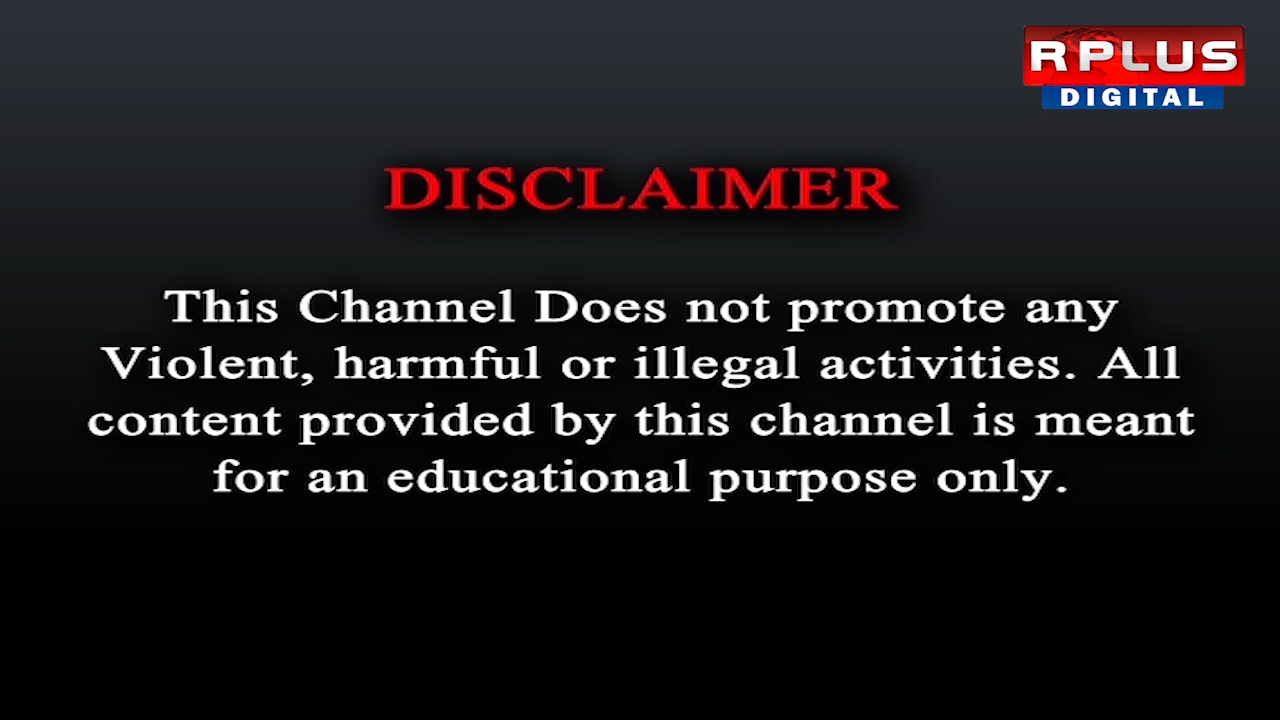 RPLUS
DIGITAL
DISCLAIMER
This Channel Does not promote any
Violent, harmful or illegal activities. All
content provided by this channel is meant
for an educational purpose only.